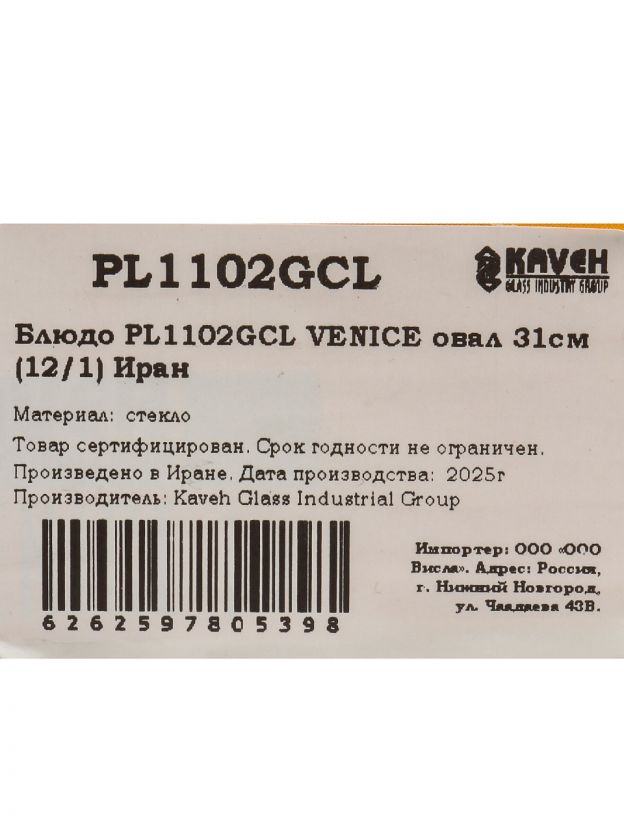 PL1102GCL
KAVEH
GLASS INDUSTRY GROUP
Блюдо PL1102GCL VENICE овал 31см
(12/1) Иран
Материал: стекло
Товар сертифицирован. Срок годности не ограничен.
Произведено в Иране. Дата производства: 2025г
Производитель: Kaveh Glass Industrial Group
Импортер: ООО «ООО
Висла». Адрес: Россия,
г. Нижний Новгород,
ул. Чаадаева 43В.
6262597805398